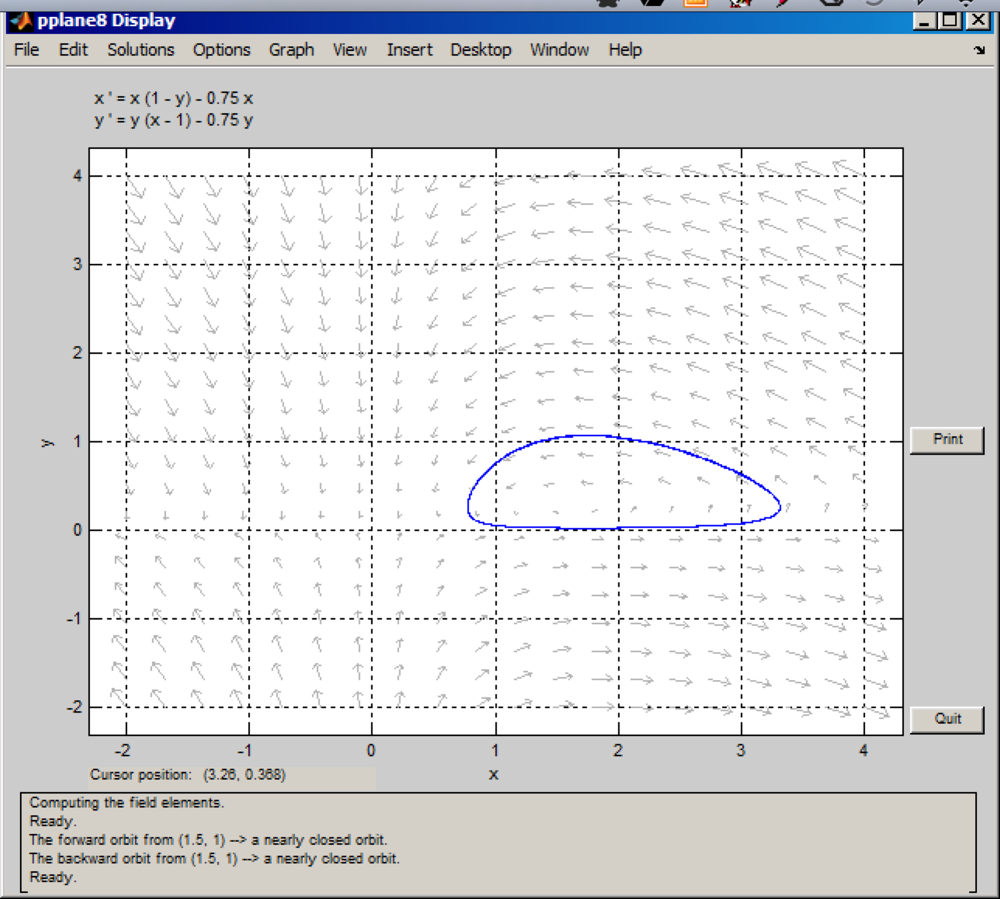 pplane8 Display
File Edit Solutions Options Graph View Insert Desktop Window Help
x ' = x (1 - y) - 0.75 x
y ' = y (x - 1) - 0.75 y
4
3
2
1
0
-1
-2
y
-2 -1 0 1 2 3 4
x
Print
Quit
Cursor position: (3.26, 0.368)
Computing the field elements.
Ready.
The forward orbit from (1.5, 1) --> a nearly closed orbit.
The backward orbit from (1.5, 1) --> a nearly closed orbit.
Ready.